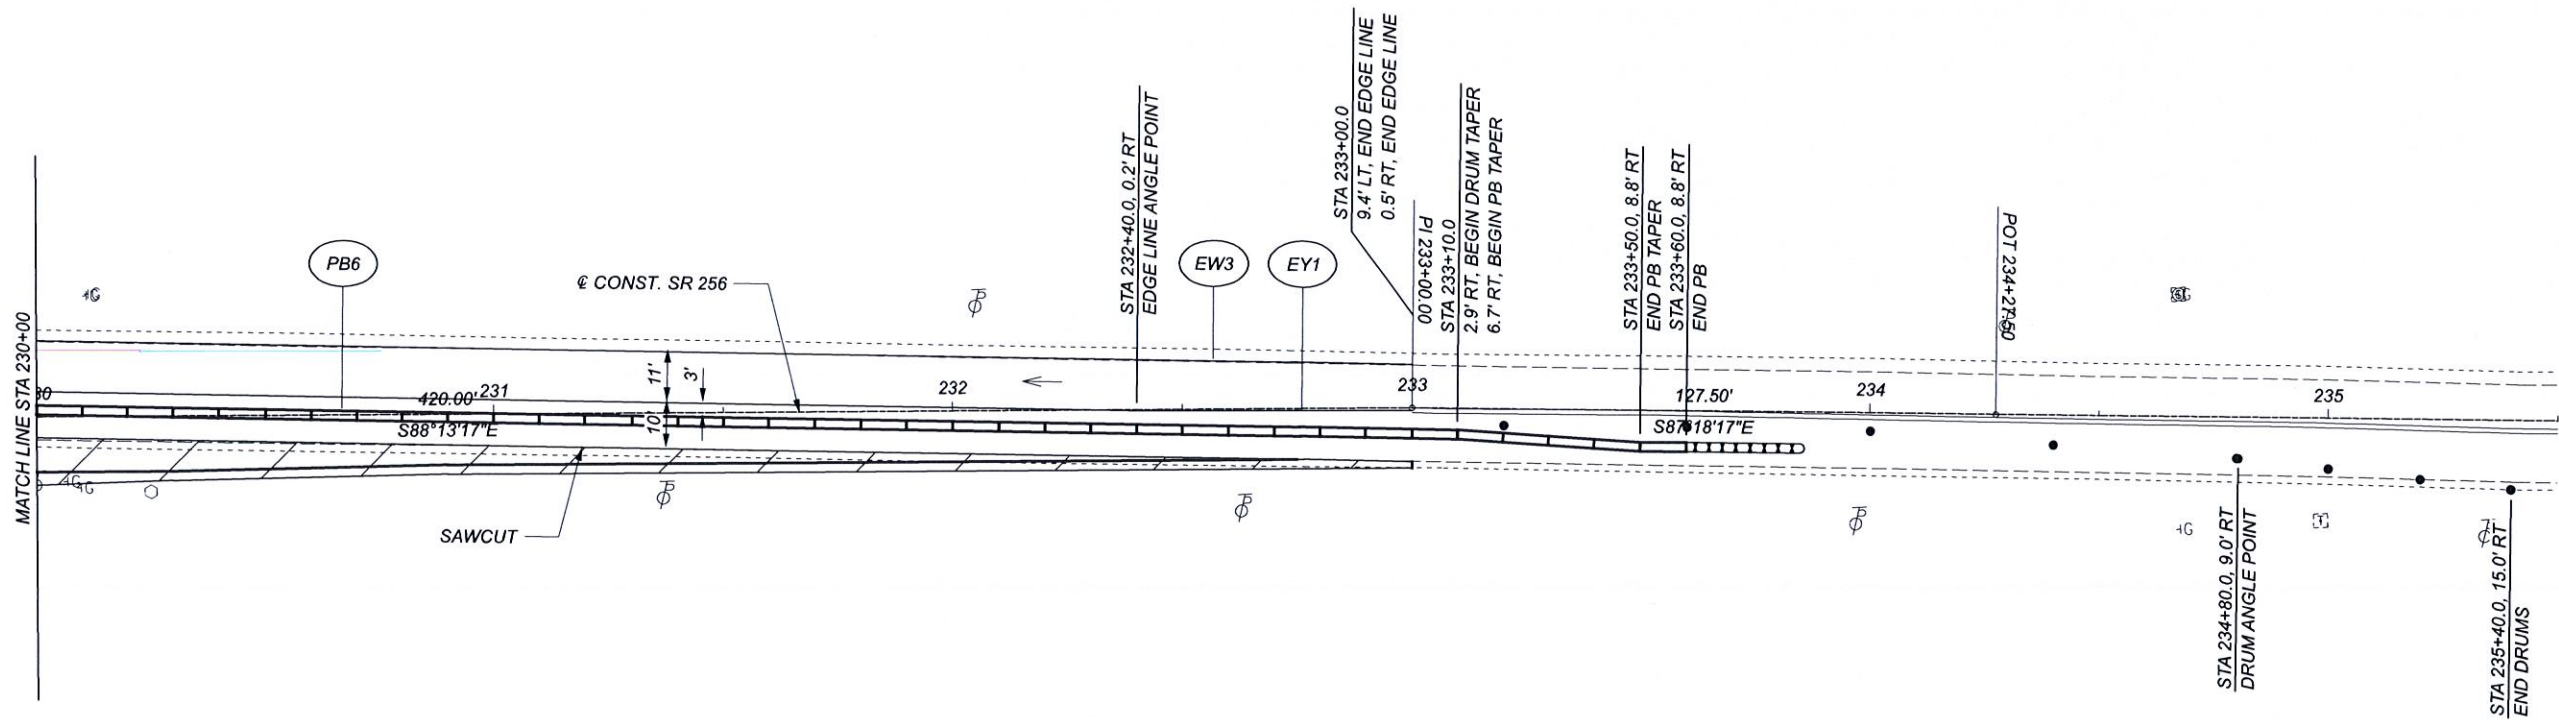 MATCH LINE STA 230+00
PB6
℄ CONST. SR 256
STA 232+40.0, 0.2' RT
EDGE LINE ANGLE POINT
EW3
EY1
STA 233+00.0
9.4' LT, END EDGE LINE
0.5' RT, END EDGE LINE
PI 233+00.00
STA 233+10.0
2.9' RT, BEGIN DRUM TAPER
6.7' RT, BEGIN PB TAPER
STA 233+50.0, 8.8' RT
END PB TAPER
STA 233+60.0, 8.8' RT
END PB
POT 234+27.50
11'
3'
10'
420.00'
231
232
233
127.50'
234
235
S88°13'17"E
S87°18'17"E
SAWCUT
STA 234+80.0, 9.0' RT
DRUM ANGLE POINT
STA 235+40.0, 15.0' RT
END DRUMS